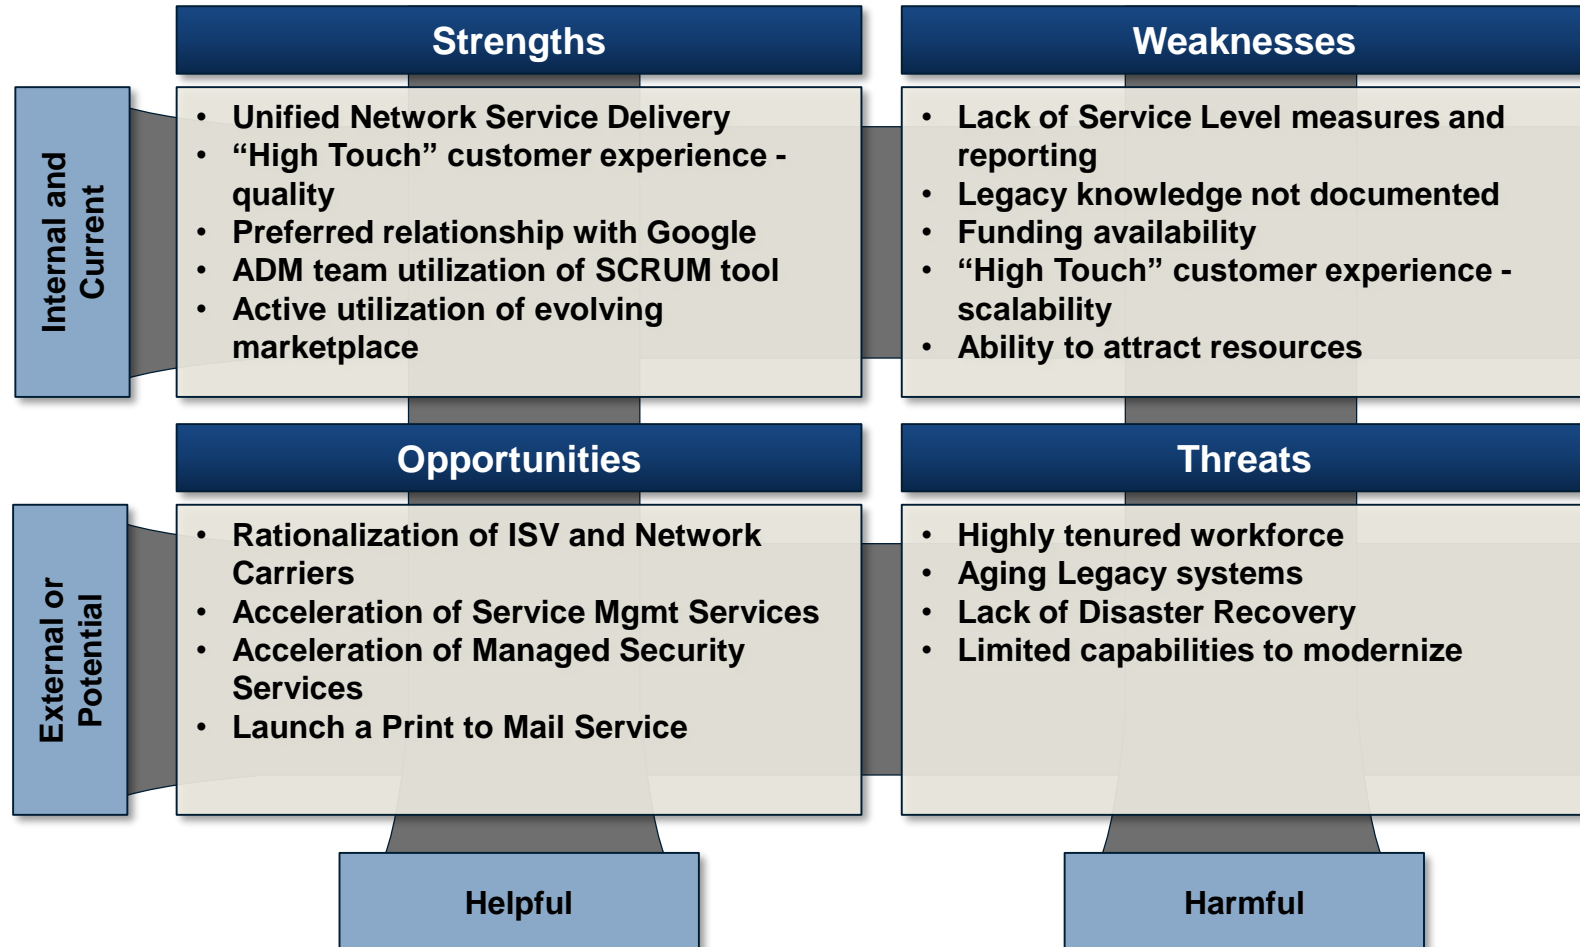 Strengths
Weaknesses
Internal and
Current
• Unified Network Service Delivery
• “High Touch” customer experience -
quality
• Preferred relationship with Google
• ADM team utilization of SCRUM tool
• Active utilization of evolving
marketplace
• Lack of Service Level measures and
reporting
• Legacy knowledge not documented
• Funding availability
• “High Touch” customer experience -
scalability
• Ability to attract resources
Opportunities
Threats
External or
Potential
• Rationalization of ISV and Network
Carriers
• Acceleration of Service Mgmt Services
• Acceleration of Managed Security
Services
• Launch a Print to Mail Service
• Highly tenured workforce
• Aging Legacy systems
• Lack of Disaster Recovery
• Limited capabilities to modernize
Helpful
Harmful